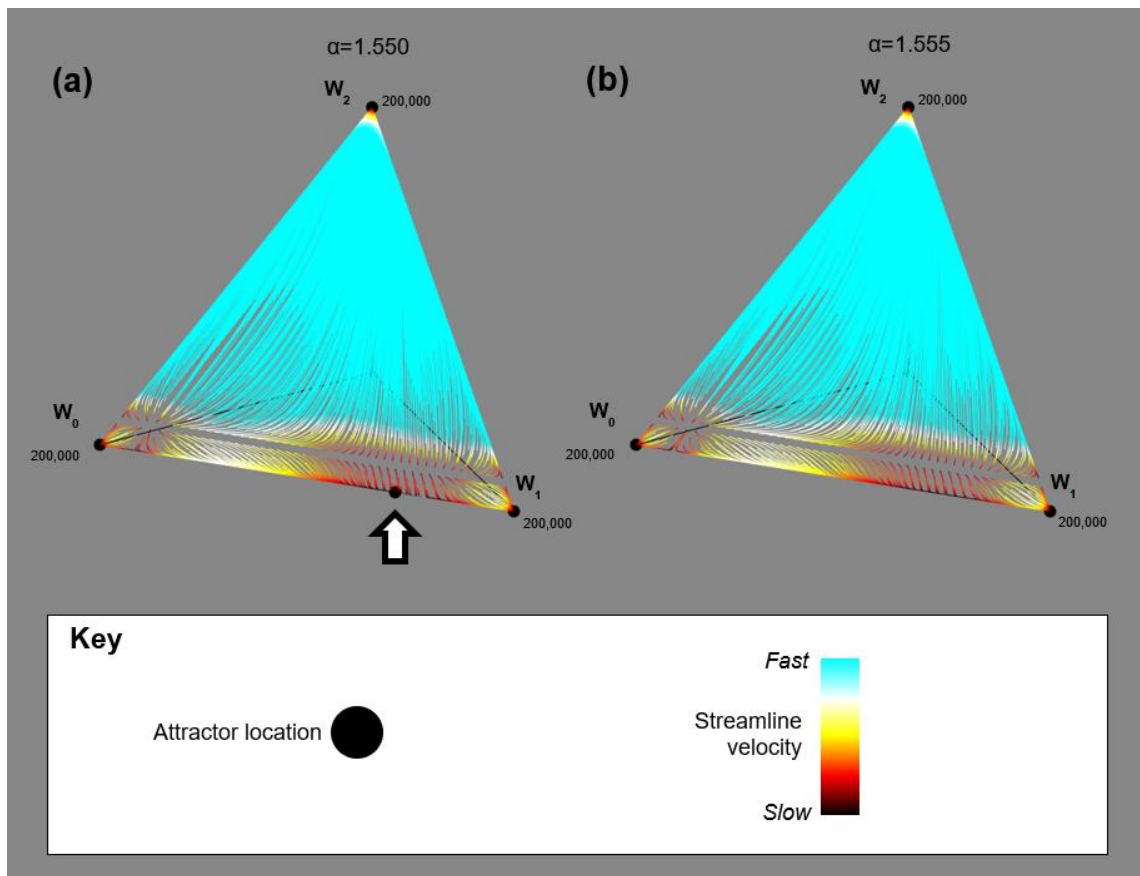 α=1.550
(a)
W2
200,000
W0
200,000
W1
200,000
α=1.555
(b)
W2
200,000
W0
200,000
W1
200,000
Key
Attractor location
Fast
Streamline
velocity
Slow